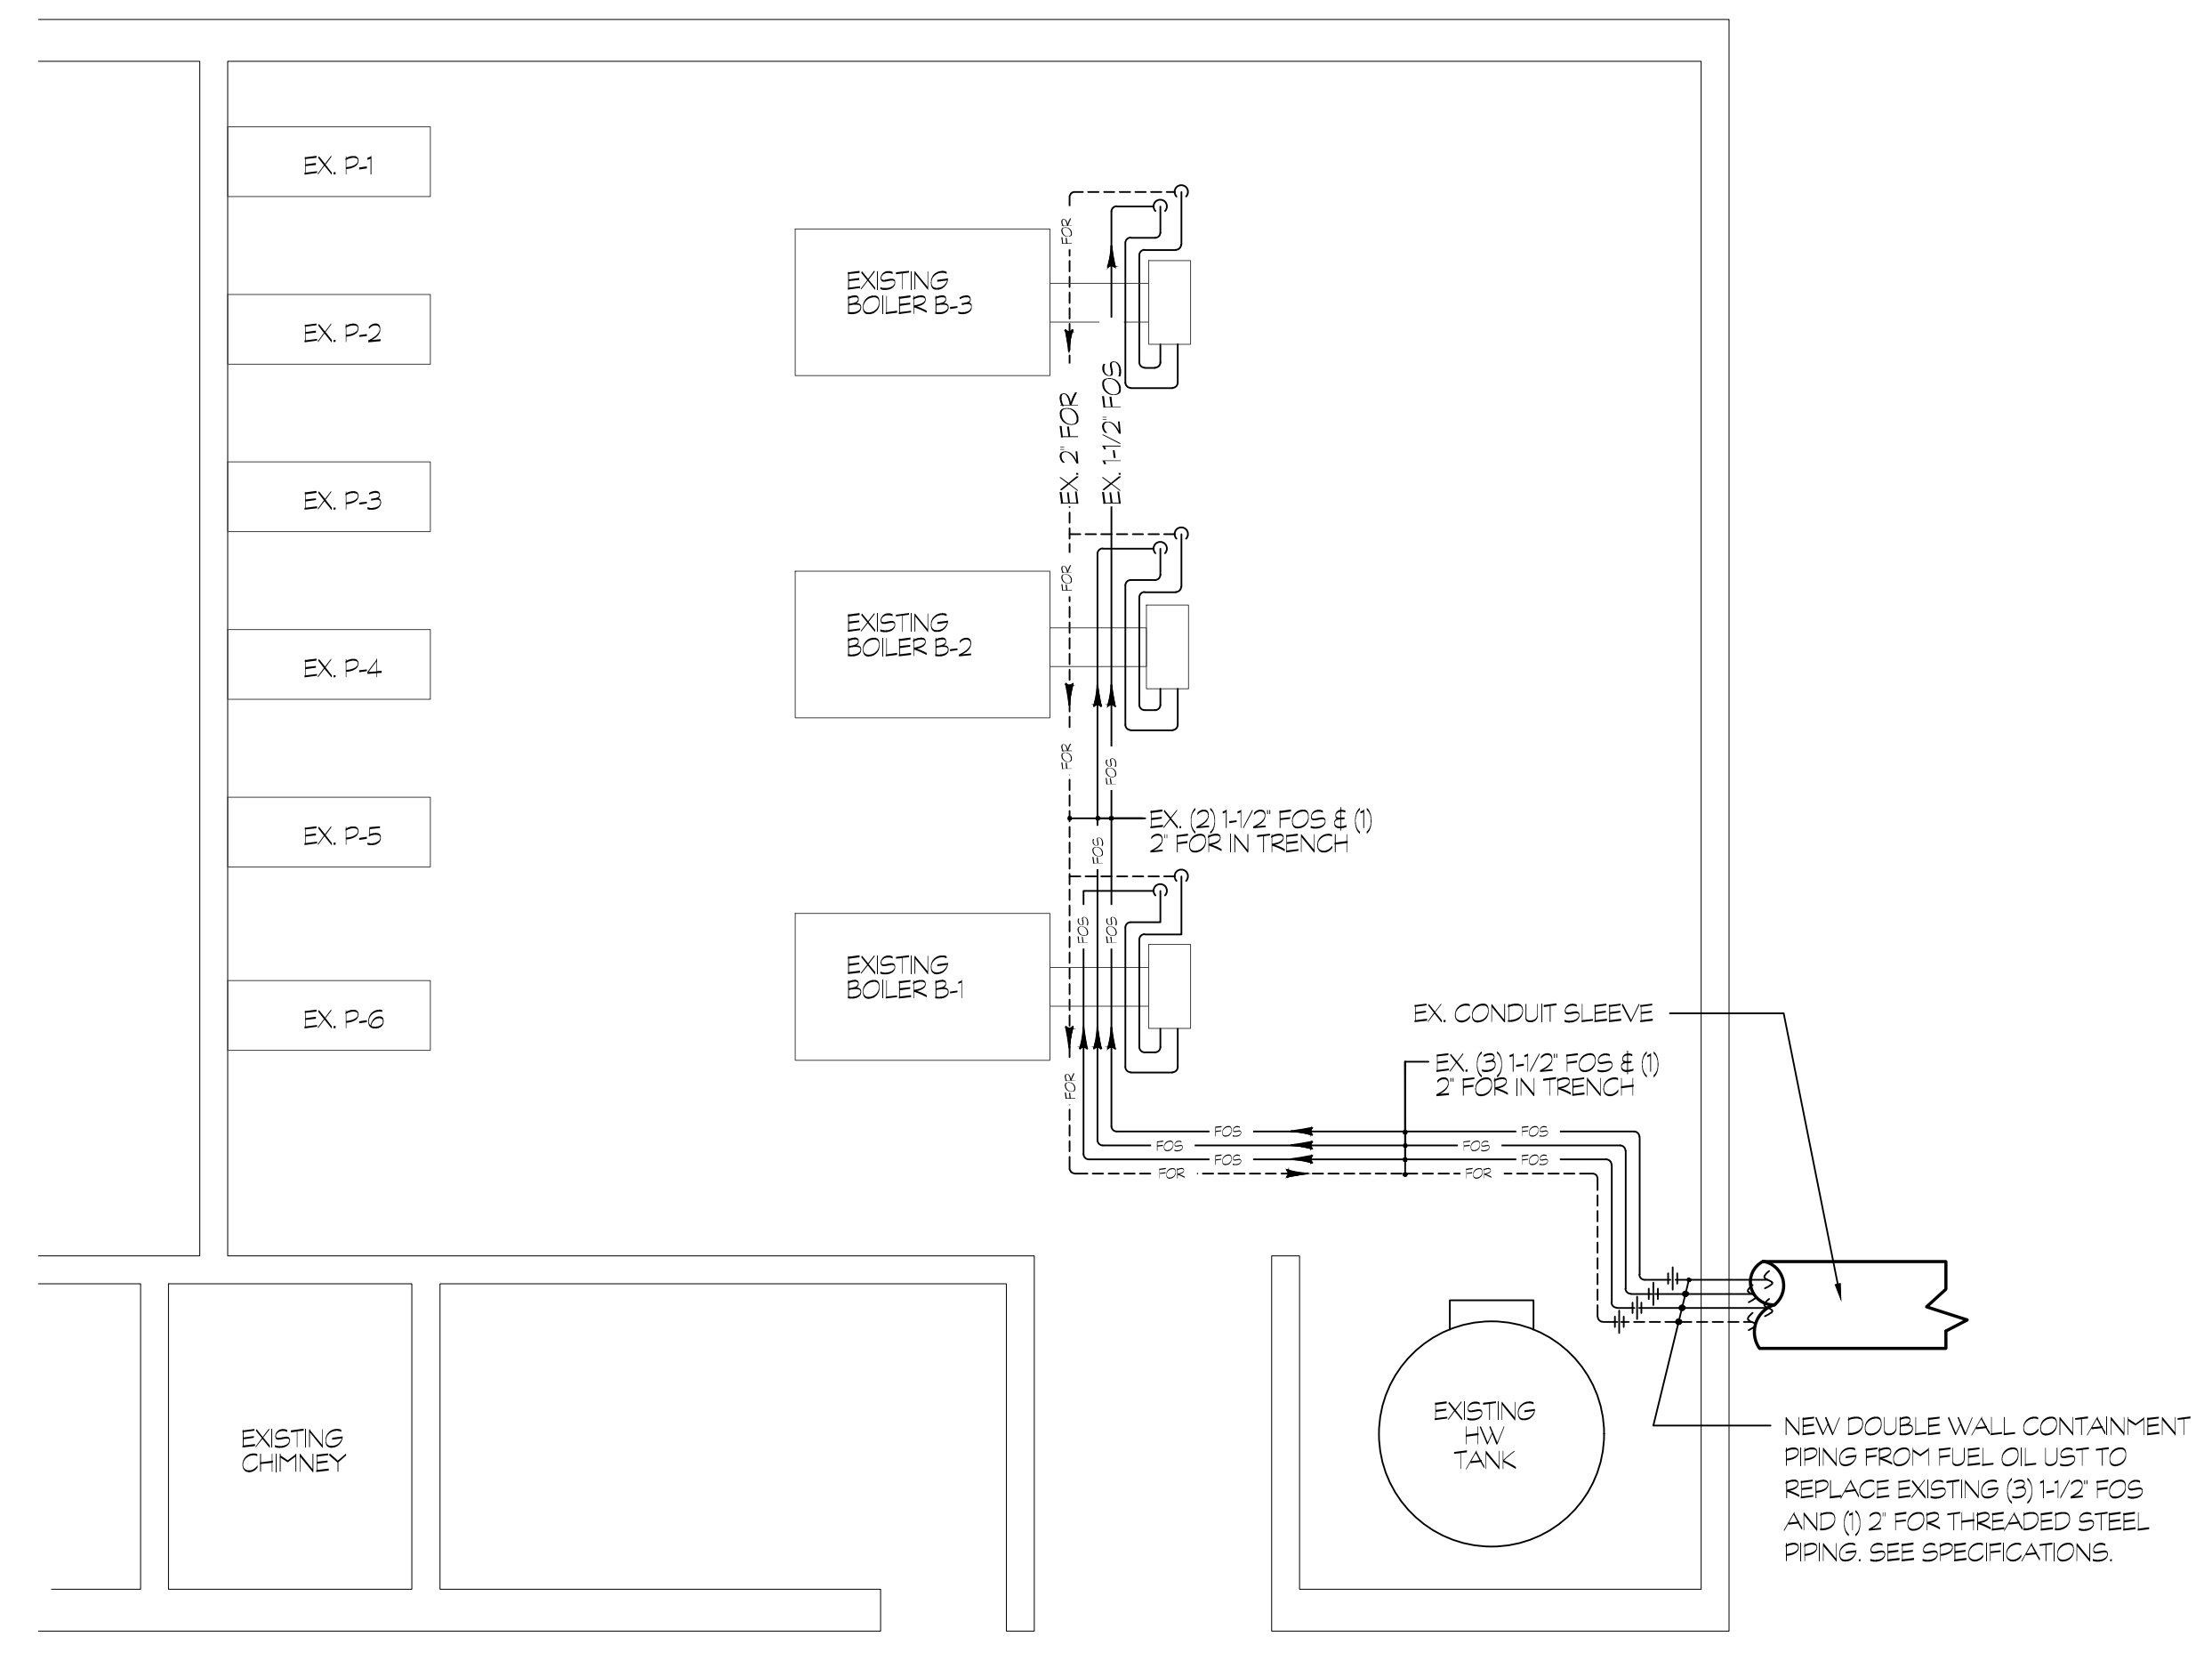 EX. P-1
EX. P-2
EX. P-3
EX. P-4
EX. P-5
EX. P-6
EXISTING
BOILER B-3
FOR
EX. 2" FOR
EX. 1-1/2" FOS
EXISTING
BOILER B-2
FOR
FOR
FOS
EX. (2) 1-1/2" FOS & (1)
2" FOR IN TRENCH
FOS
FOS
FOS
EXISTING
BOILER B-1
FOR
EX. CONDUIT SLEEVE
EX. (3) 1-1/2" FOS & (1)
2" FOR IN TRENCH
FOS
FOS
FOS
FOS
FOS
FOS
FOR
FOR
EXISTING
CHIMNEY
EXISTING
HW
TANK
NEW DOUBLE WALL CONTAINMENT
PIPING FROM FUEL OIL UST TO
REPLACE EXISTING (3) 1-1/2" FOS
AND (1) 2" FOR THREADED STEEL
PIPING. SEE SPECIFICATIONS.